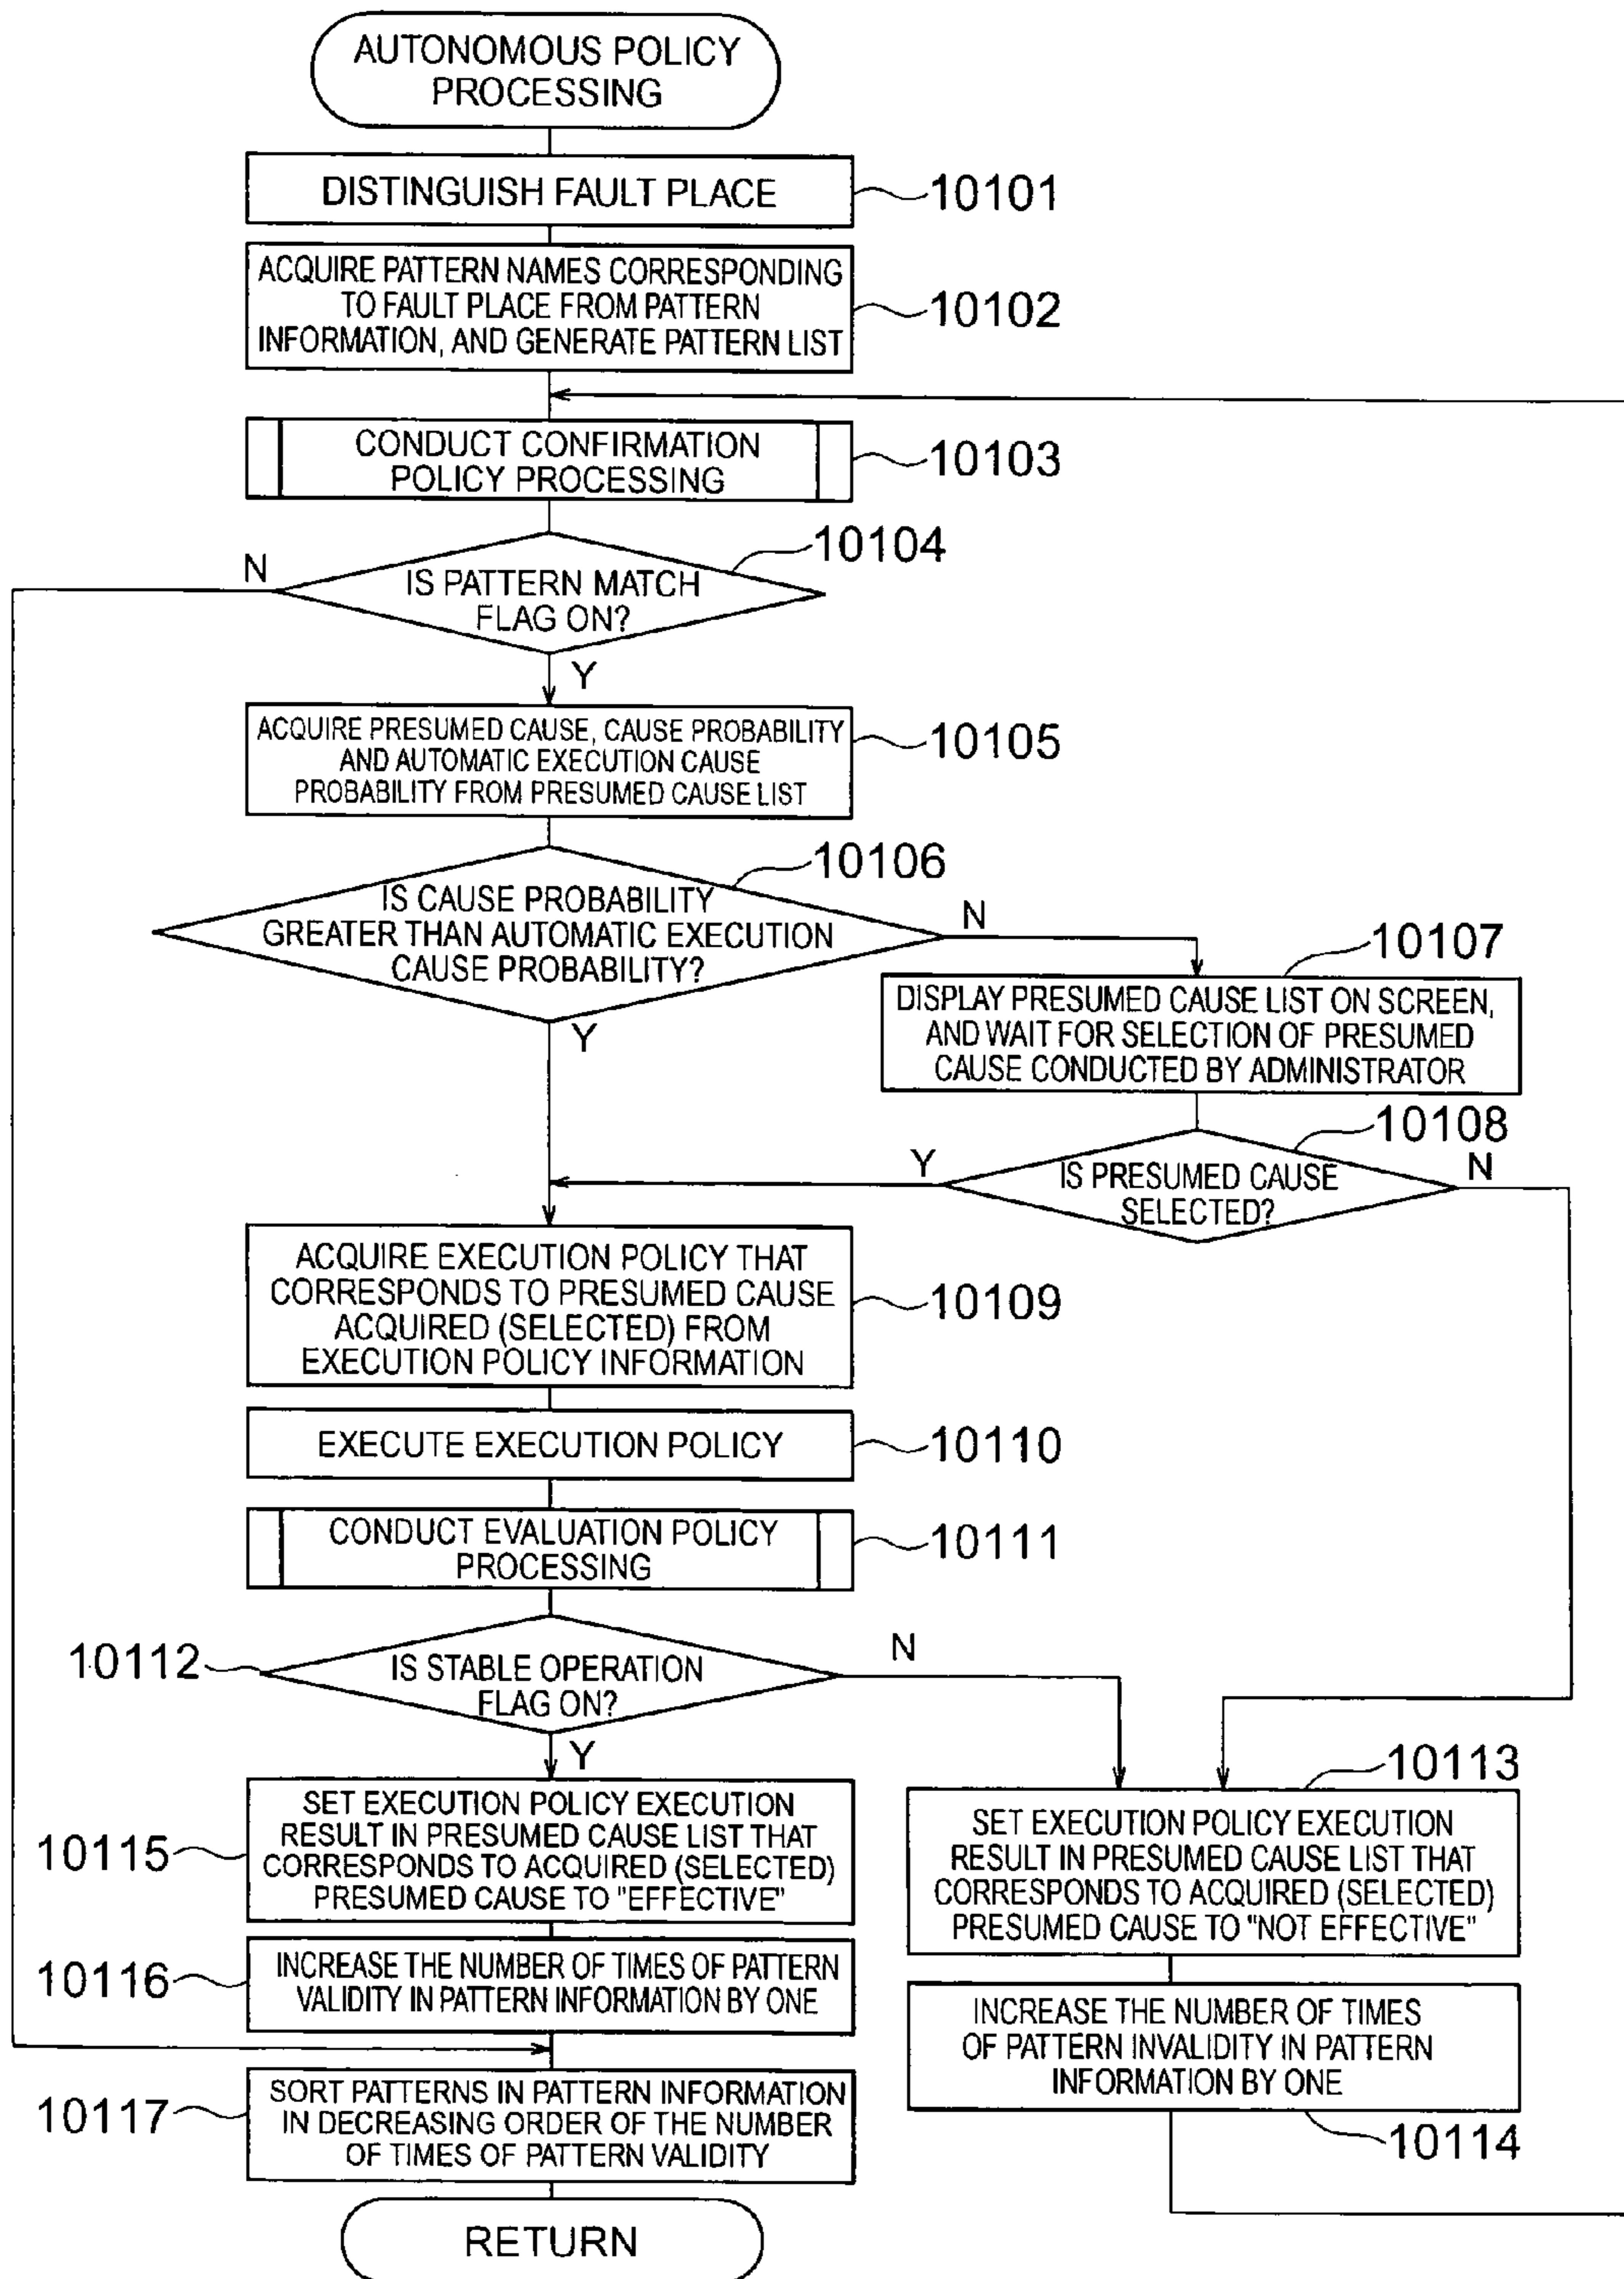 AUTONOMOUS POLICY
PROCESSING
DISTINGUISH FAULT PLACE
10101
ACQUIRE PATTERN NAMES CORRESPONDING
TO FAULT PLACE FROM PATTERN
INFORMATION, AND GENERATE PATTERN LIST
10102
CONDUCT CONFIRMATION
POLICY PROCESSING
10103
10104
N
IS PATTERN MATCH
FLAG ON?
Y
ACQUIRE PRESUMED CAUSE, CAUSE PROBABILITY
AND AUTOMATIC EXECUTION CAUSE
PROBABILITY FROM PRESUMED CAUSE LIST
10105
10106
IS CAUSE PROBABILITY
GREATER THAN AUTOMATIC EXECUTION
CAUSE PROBABILITY?
N
Y
10107
DISPLAY PRESUMED CAUSE LIST ON SCREEN,
AND WAIT FOR SELECTION OF PRESUMED
CAUSE CONDUCTED BY ADMINISTRATOR
10108
Y
IS PRESUMED CAUSE
SELECTED?
N
ACQUIRE EXECUTION POLICY THAT
CORRESPONDS TO PRESUMED CAUSE
ACQUIRED (SELECTED) FROM
EXECUTION POLICY INFORMATION
10109
EXECUTE EXECUTION POLICY
10110
CONDUCT EVALUATION POLICY
PROCESSING
10111
10112
IS STABLE OPERATION
FLAG ON?
N
Y
10113
SET EXECUTION POLICY EXECUTION
RESULT IN PRESUMED CAUSE LIST THAT
CORRESPONDS TO ACQUIRED (SELECTED)
PRESUMED CAUSE TO "NOT EFFECTIVE"
INCREASE THE NUMBER OF TIMES
OF PATTERN INVALIDITY IN PATTERN
INFORMATION BY ONE
10114
10115
SET EXECUTION POLICY EXECUTION
RESULT IN PRESUMED CAUSE LIST THAT
CORRESPONDS TO ACQUIRED (SELECTED)
PRESUMED CAUSE TO "EFFECTIVE"
10116
INCREASE THE NUMBER OF TIMES OF PATTERN
VALIDITY IN PATTERN INFORMATION BY ONE
10117
SORT PATTERNS IN PATTERN INFORMATION
IN DECREASING ORDER OF THE NUMBER
OF TIMES OF PATTERN VALIDITY
RETURN